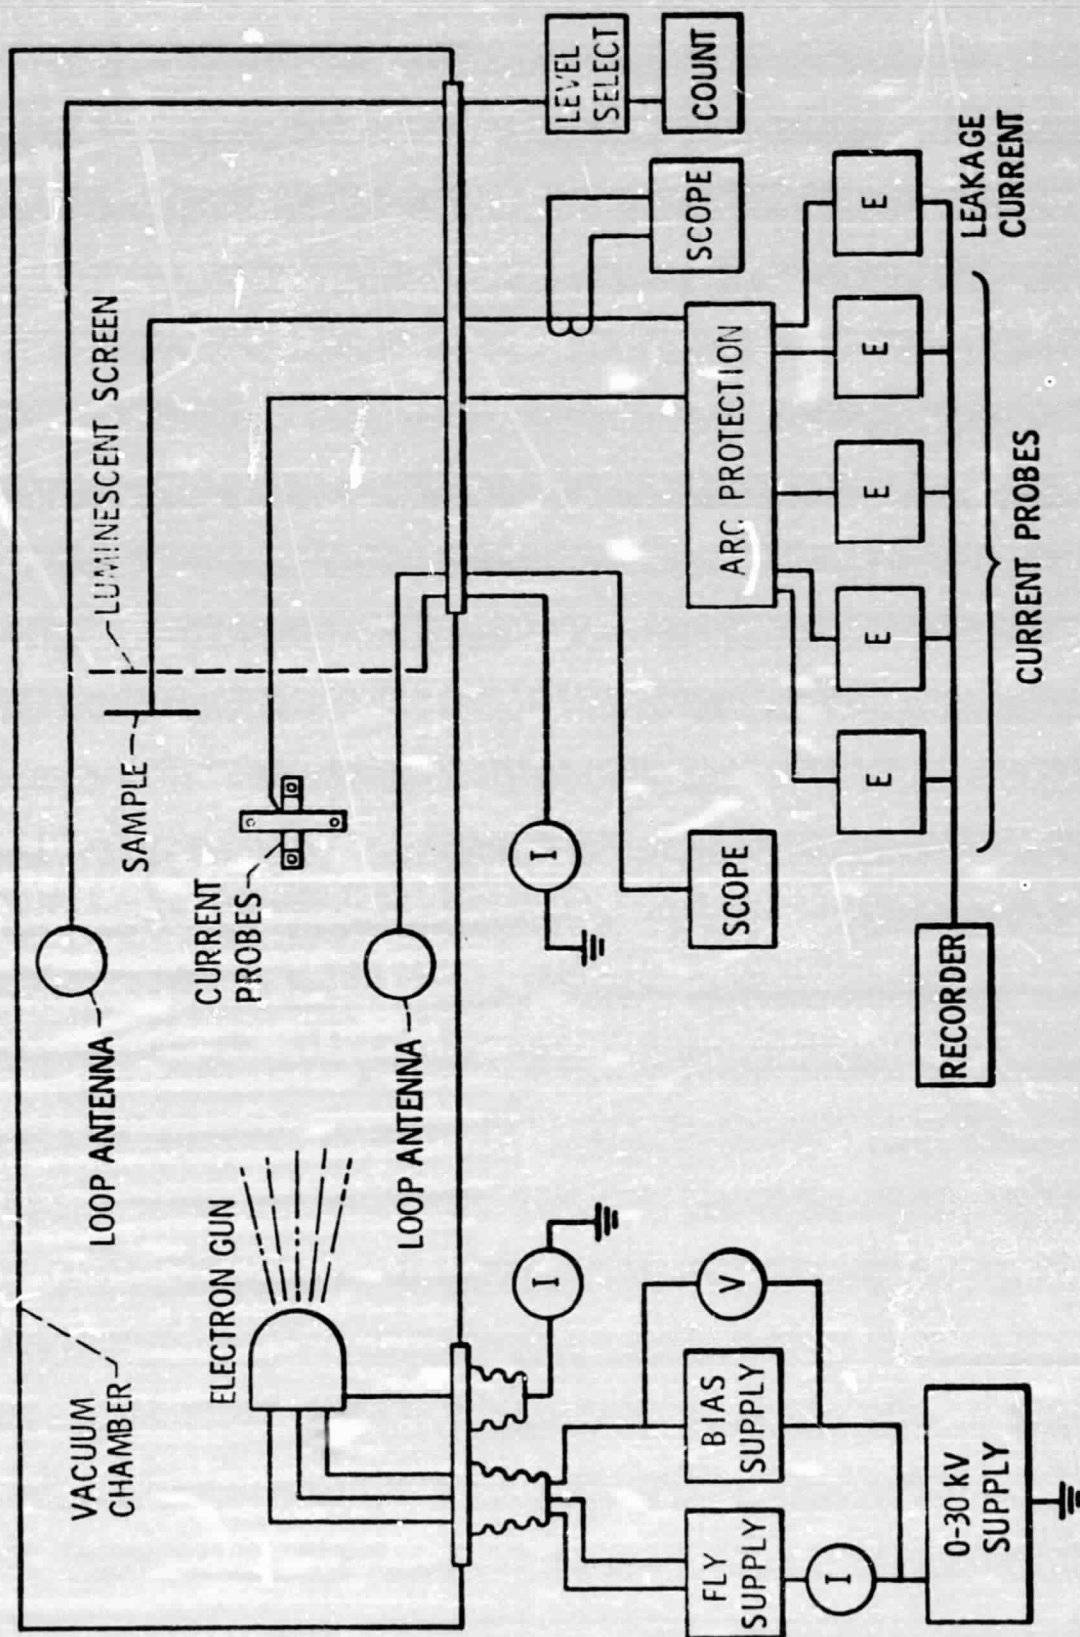 VACUUM
CHAMBER
LOOP ANTENNA
ELECTRON GUN
LOOP ANTENNA
SAMPLE
LUMINESCENT SCREEN
CURRENT
PROBES
LEVEL
SELECT
COUNT
SCOPE
ARC PROTECTION
I
SCOPE
E
E
E
E
E
LEAKAGE
CURRENT
CURRENT PROBES
RECORDER
I
V
BIAS
SUPPLY
FLY
SUPPLY
I
0-30 kV
SUPPLY